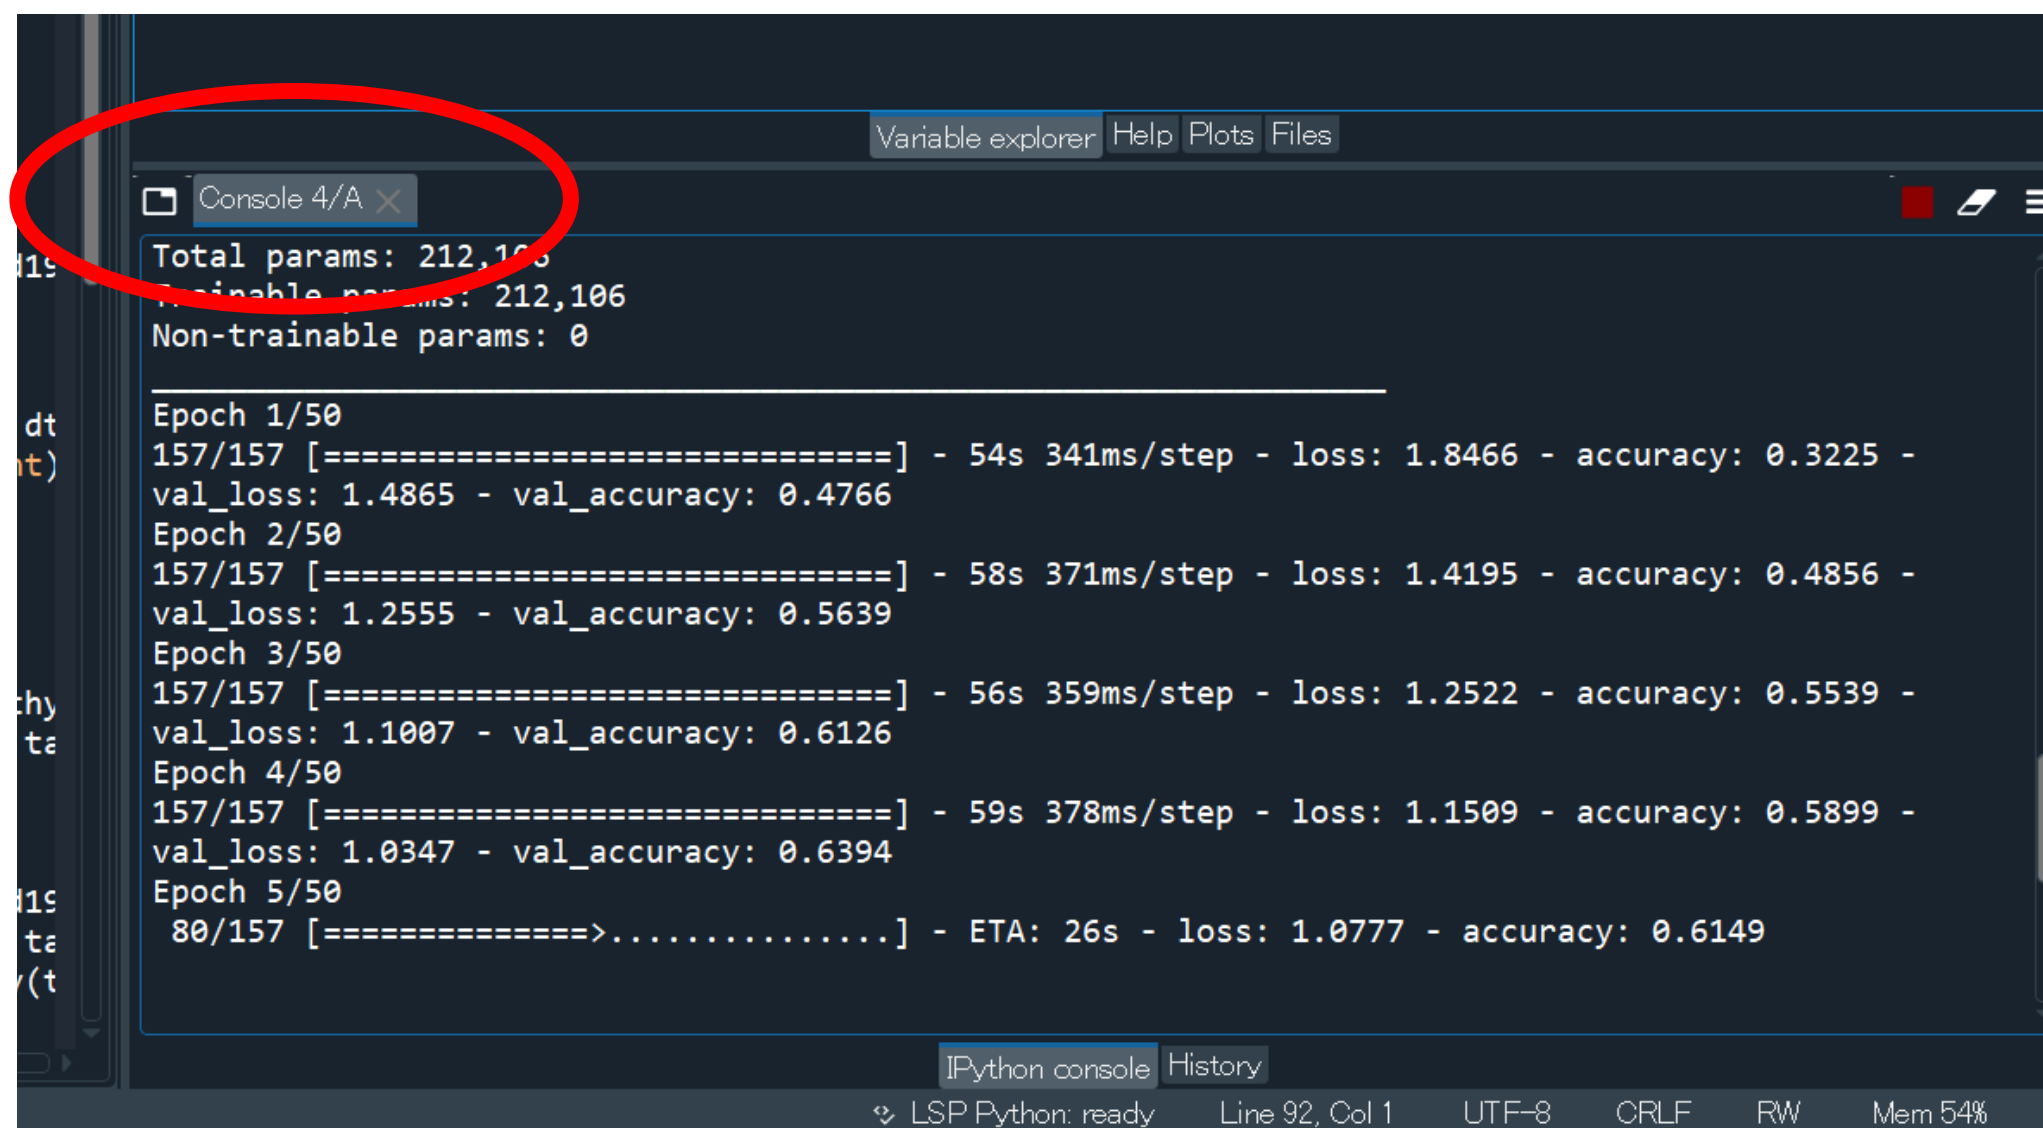 Variable explorer Help Plots Files
Console 4/A
Total params: 212,106
Trainable params: 212,106
Non-trainable params: 0
Epoch 1/50
157/157 [==============================] - 54s 341ms/step - loss: 1.8466 - accuracy: 0.3225 -
val_loss: 1.4865 - val_accuracy: 0.4766
Epoch 2/50
157/157 [==============================] - 58s 371ms/step - loss: 1.4195 - accuracy: 0.4856 -
val_loss: 1.2555 - val_accuracy: 0.5639
Epoch 3/50
157/157 [==============================] - 56s 359ms/step - loss: 1.2522 - accuracy: 0.5539 -
val_loss: 1.1007 - val_accuracy: 0.6126
Epoch 4/50
157/157 [==============================] - 59s 378ms/step - loss: 1.1509 - accuracy: 0.5899 -
val_loss: 1.0347 - val_accuracy: 0.6394
Epoch 5/50
80/157 [==============>...............] - ETA: 26s - loss: 1.0777 - accuracy: 0.6149
IPython console History
LSP Python: ready Line 92, Col 1 UTF-8 CRLF RW Mem 54%